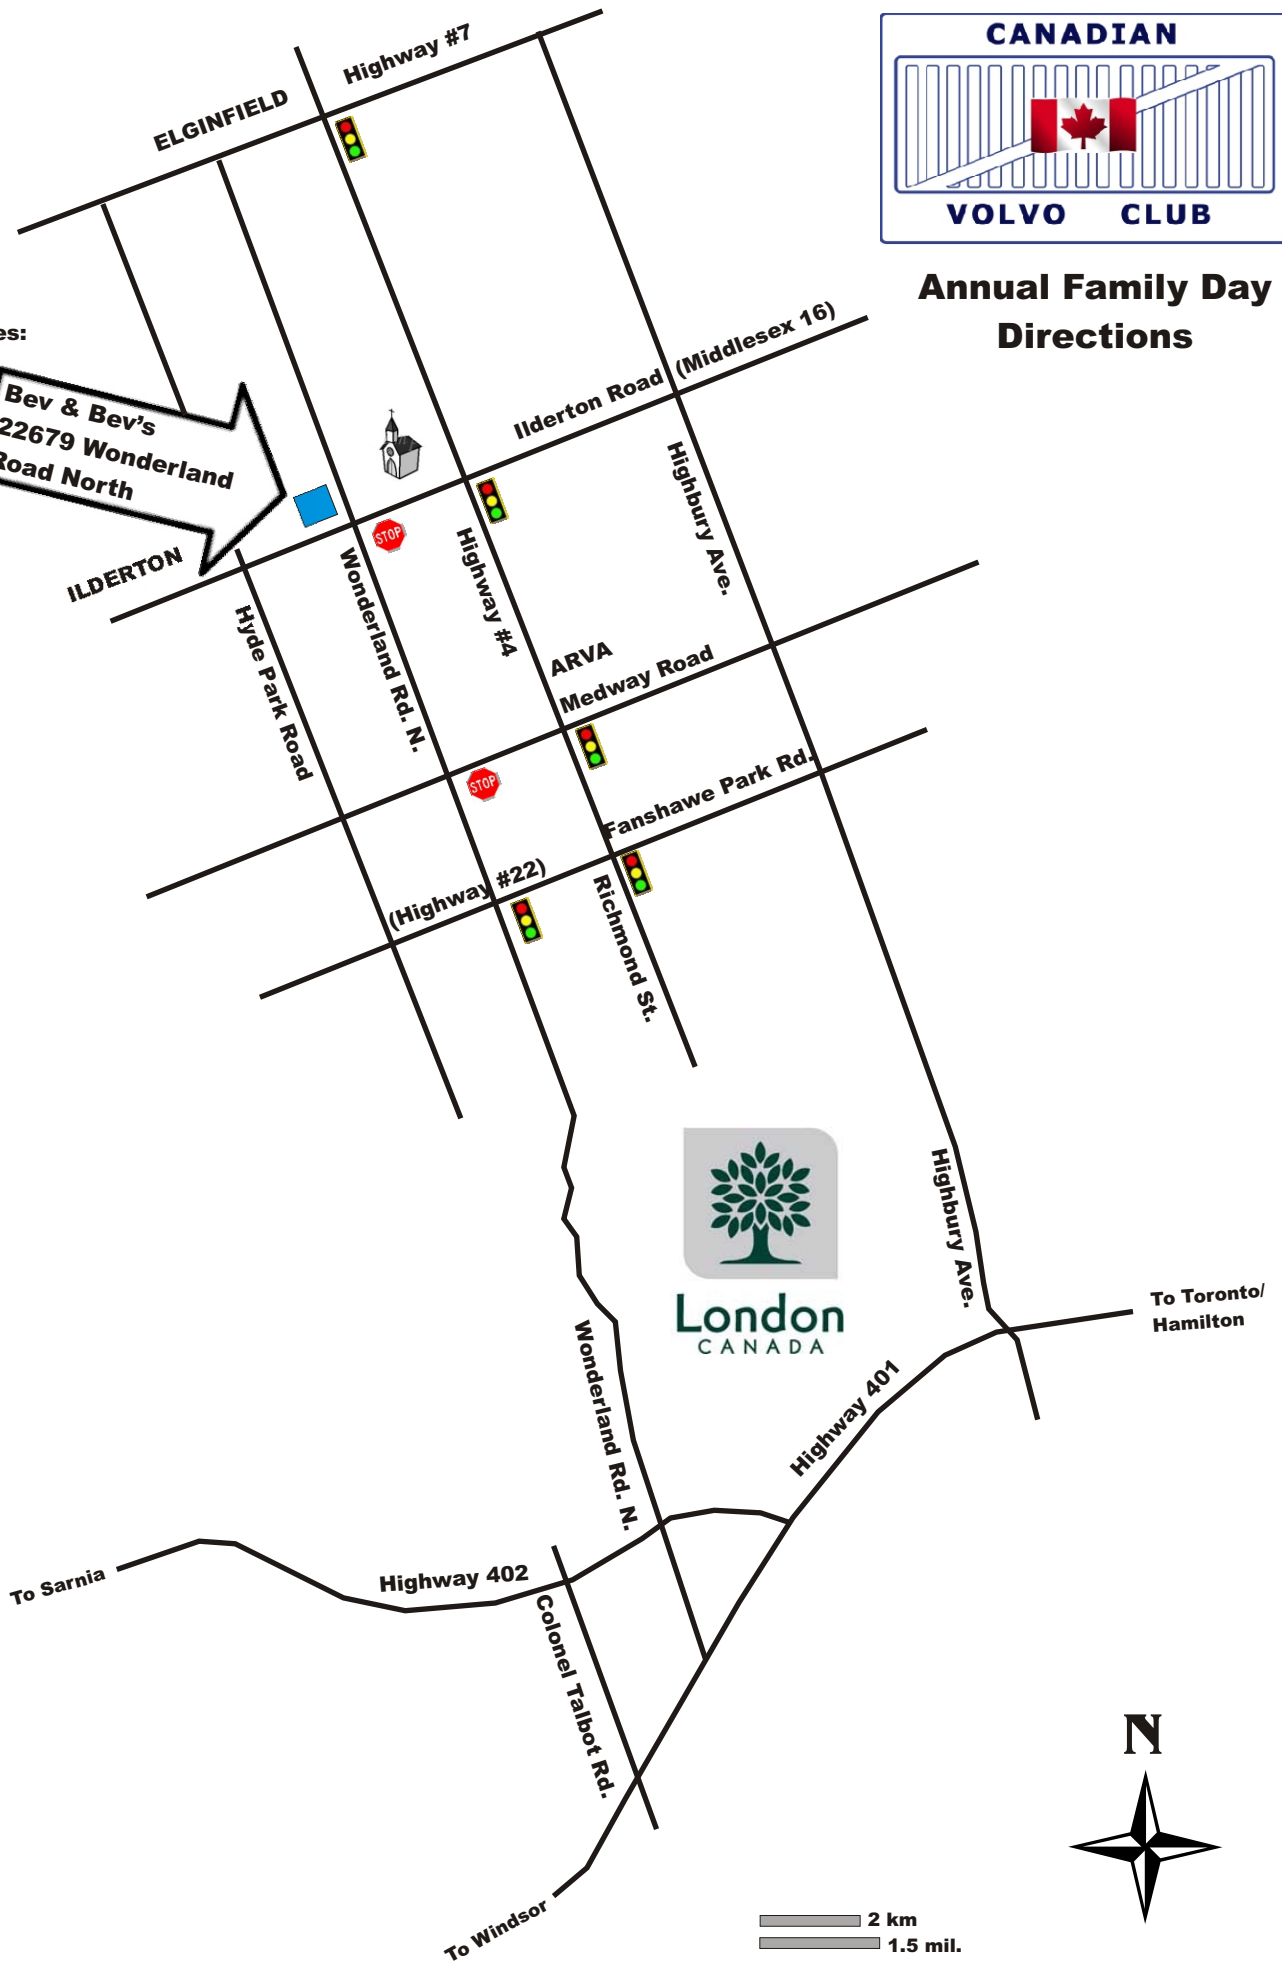 CANADIAN
VOLVO CLUB
Annual Family Day
Directions
Highway #7
ELGINFIELD
es:
Bev & Bev's
22679 Wonderland
Road North
Ilderton Road (Middlesex 16)
ILDERTON
STOP
Hyde Park Road
Wonderland Rd. N.
Highway #4
Highbury Ave.
ARVA
Medway Road
STOP
Fanshawe Park Rd.
(Highway #22)
Richmond St.
London
CANADA
Highbury Ave.
To Toronto/
Hamilton
Wonderland Rd. N.
Highway 401
Highway 402
To Sarnia
Colonel Talbot Rd.
To Windsor
N
2 km
1.5 mil.